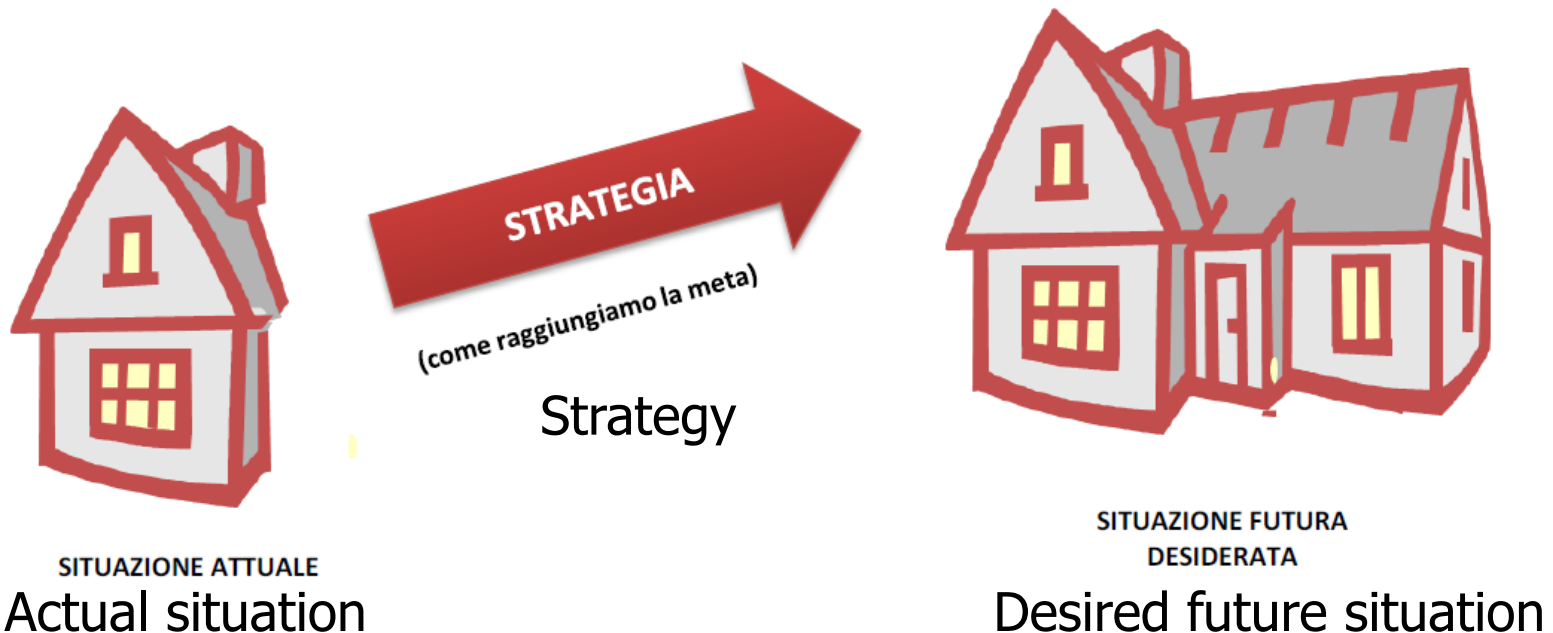 STRATEGIA
(come raggiungiamo la meta)
Strategy
SITUAZIONE ATTUALE
Actual situation
SITUAZIONE FUTURA
DESIDERATA
Desired future situation